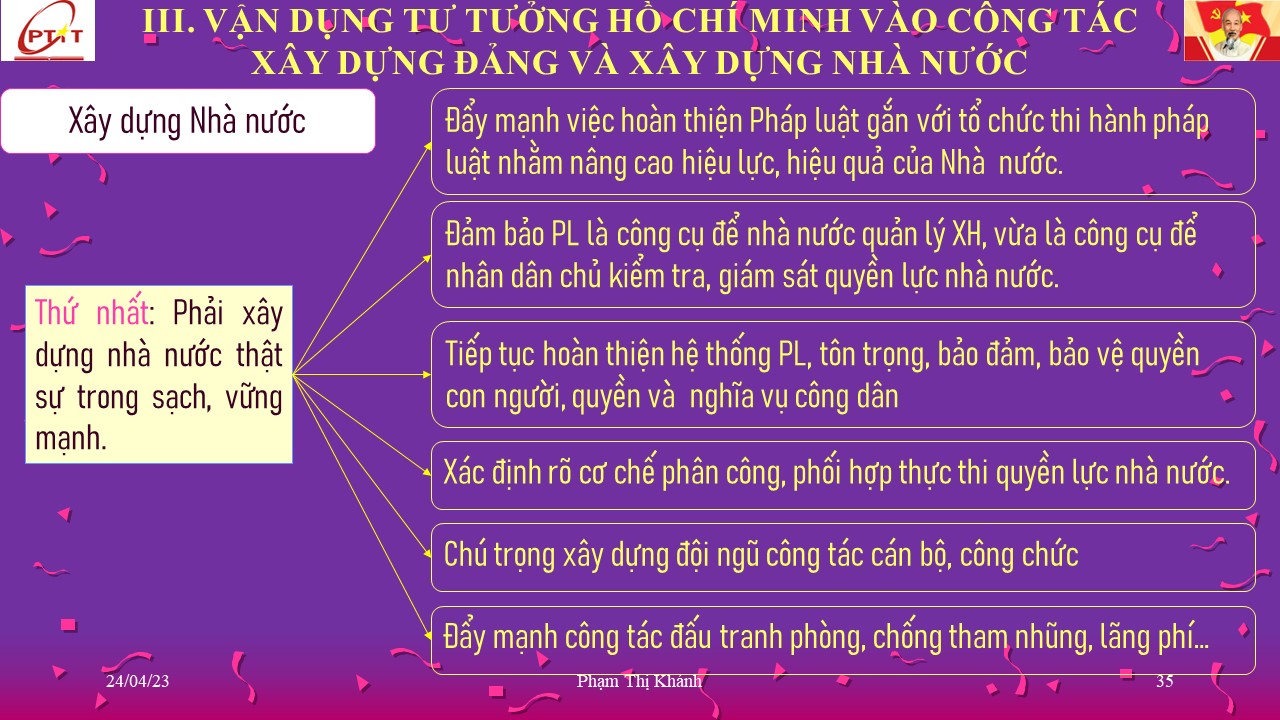 PTiT
III. VẬN DỤNG TƯ TƯỞNG HỒ CHÍ MINH VÀO CÔNG TÁC
XÂY DỰNG ĐẢNG VÀ XÂY DỰNG NHÀ NƯỚC
Xây dựng Nhà nước
Thứ nhất: Phải xây
dựng nhà nước thật
sự trong sạch, vững
mạnh.
Đẩy mạnh việc hoàn thiện Pháp luật gắn với tổ chức thi hành pháp
luật nhằm nâng cao hiệu lực, hiệu quả của Nhà nước.
Đảm bảo PL là công cụ để nhà nước quản lý XH, vừa là công cụ để
nhân dân chủ kiểm tra, giám sát quyền lực nhà nước.
Tiếp tục hoàn thiện hệ thống PL, tôn trọng, bảo đảm, bảo vệ quyền
con người, quyền và nghĩa vụ công dân
Xác định rõ cơ chế phân công, phối hợp thực thi quyền lực nhà nước.
Chú trọng xây dựng đội ngũ công tác cán bộ, công chức
Đẩy mạnh công tác đấu tranh phòng, chống tham nhũng, lãng phí...
24/04/23
Phạm Thị Khánh
35